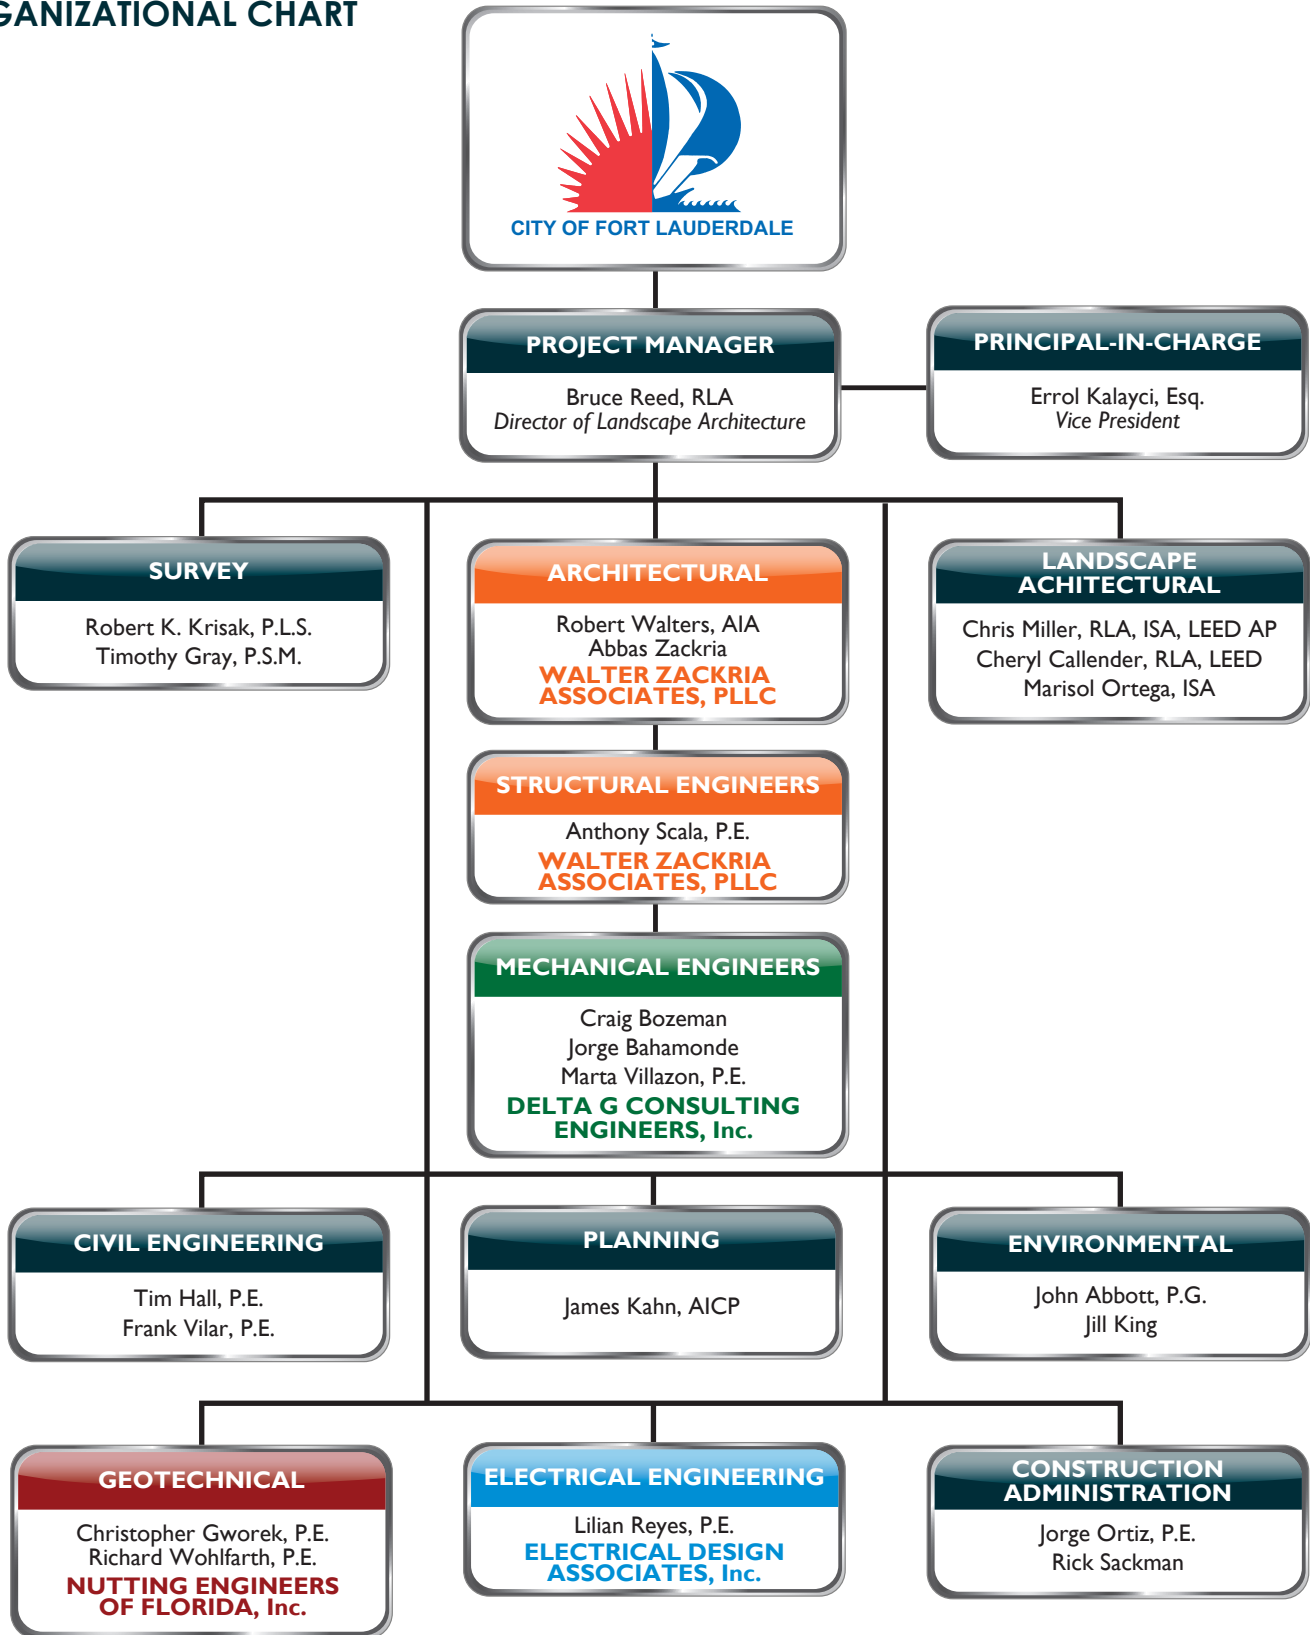 GANIZATIONAL CHART
CITY OF FORT LAUDERDALE
PROJECT MANAGER
Bruce Reed, RLA
Director of Landscape Architecture
PRINCIPAL-IN-CHARGE
Errol Kalayci, Esq.
Vice President
SURVEY
Robert K. Krisak, P.L.S.
Timothy Gray, P.S.M.
ARCHITECTURAL
Robert Walters, AIA
Abbas Zackria
WALTER ZACKRIA
ASSOCIATES, PLLC
LANDSCAPE
ACHITECTURAL
Chris Miller, RLA, ISA, LEED AP
Cheryl Callender, RLA, LEED
Marisol Ortega, ISA
STRUCTURAL ENGINEERS
Anthony Scala, P.E.
WALTER ZACKRIA
ASSOCIATES, PLLC
MECHANICAL ENGINEERS
Craig Bozeman
Jorge Bahamonde
Marta Villazon, P.E.
DELTA G CONSULTING
ENGINEERS, Inc.
CIVIL ENGINEERING
Tim Hall, P.E.
Frank Vilar, P.E.
PLANNING
James Kahn, AICP
ENVIRONMENTAL
John Abbott, P.G.
Jill King
GEOTECHNICAL
Christopher Gworek, P.E.
Richard Wohlfarth, P.E.
NUTTING ENGINEERS
OF FLORIDA, Inc.
ELECTRICAL ENGINEERING
Lilian Reyes, P.E.
ELECTRICAL DESIGN
ASSOCIATES, Inc.
CONSTRUCTION
ADMINISTRATION
Jorge Ortiz, P.E.
Rick Sackman